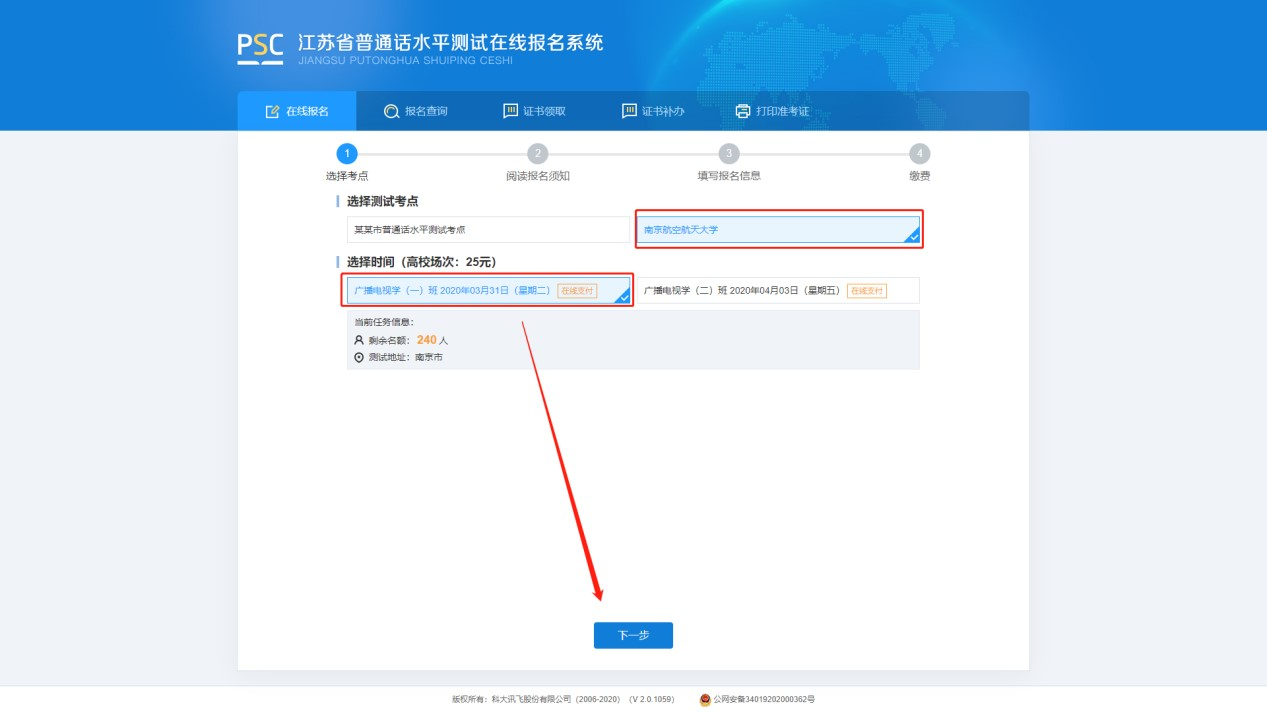 PSC 江苏省普通话水平测试在线报名系统
JIANGSU PUTONGHUA SHUIPING CESHI
在线报名 报名查询 证书领取 证书补办 打印准考证
1 2 3 4
选择考点 阅读报名须知 填写报名信息 缴费
选择测试考点
某某市普通话水平测试考点 南京航空航天大学
选择时间（高校场次：25元）
广播电视学（一）班 2020年03月31日（星期二） 在线支付 广播电视学（二）班 2020年04月03日（星期五） 在线支付
当前任务信息：
剩余名额： 240 人
测试地址：南京市
下一步
版权所有：科大讯飞股份有限公司（2006-2020）（V 2.0.1059） 公网安备34019202000362号